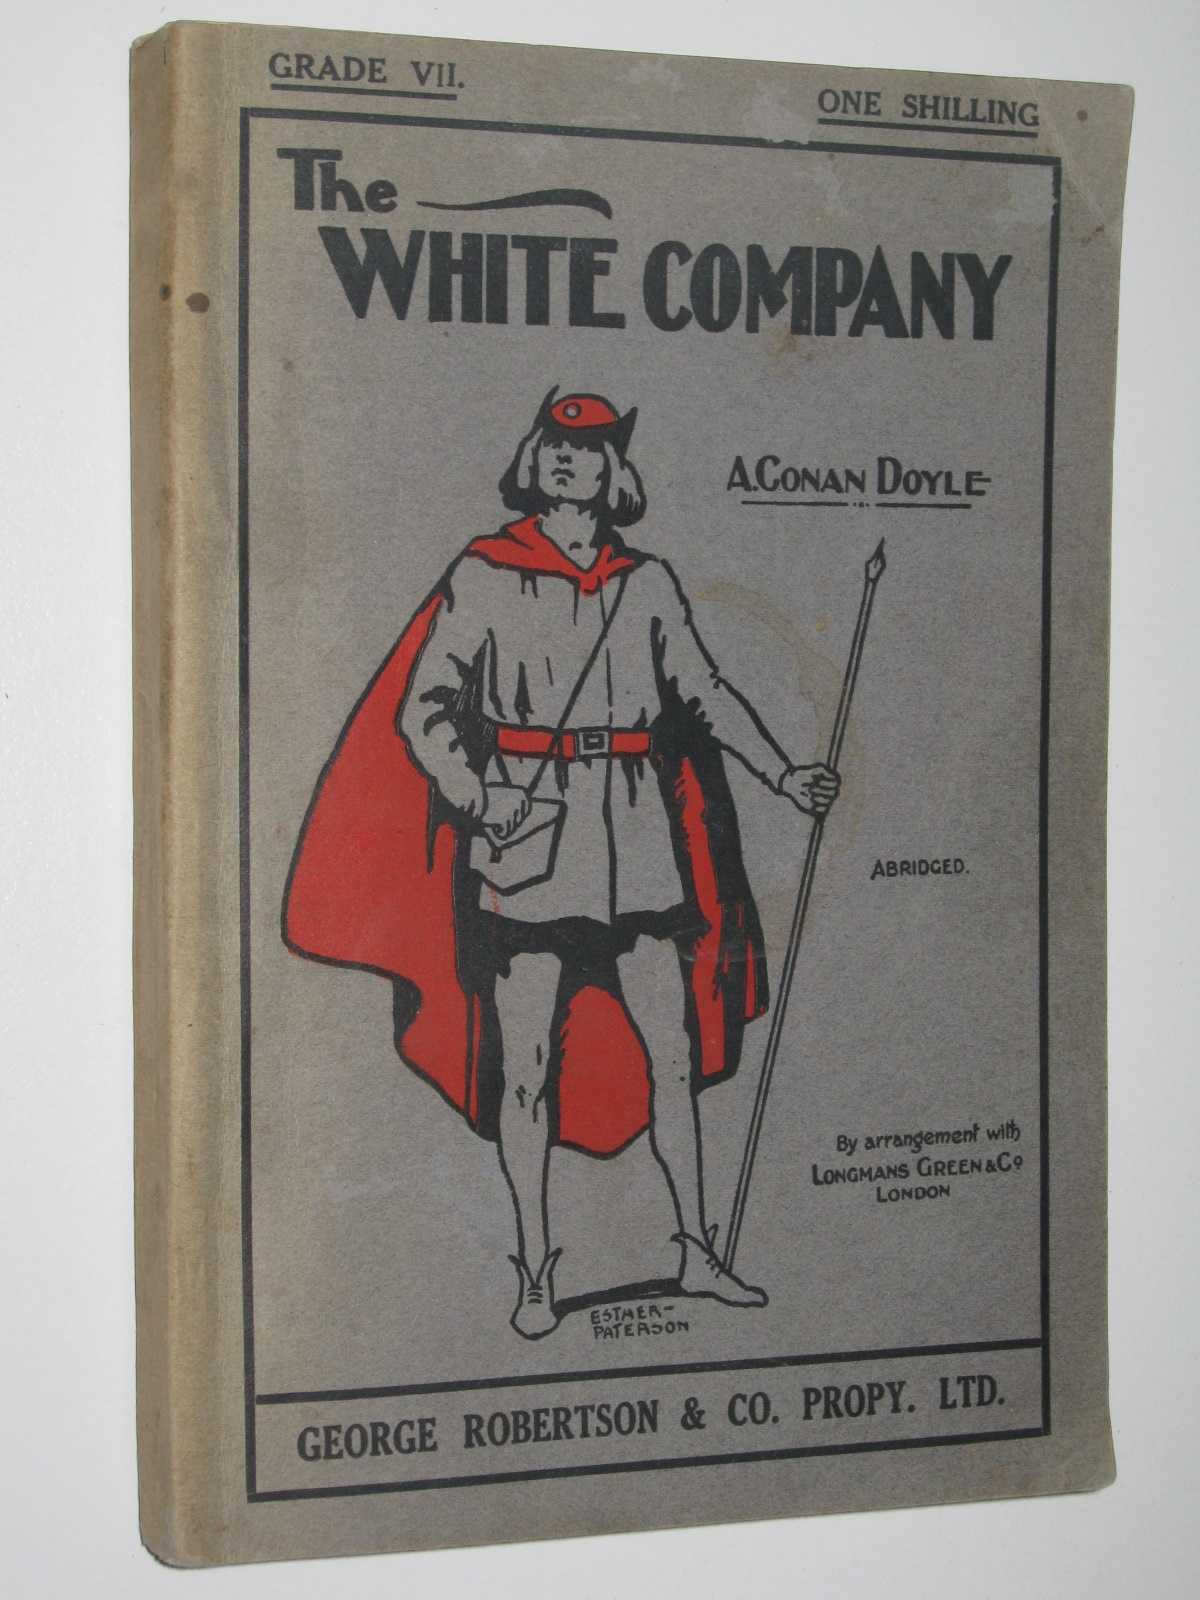 GRADE VII.
ONE SHILLING
The
WHITE COMPANY
A. CONAN DOYLE
ABRIDGED.
By arrangement with
LONGMANS GREEN & Co
LONDON
ESTHER-
PATERSON
GEORGE ROBERTSON & CO. PROPY. LTD.